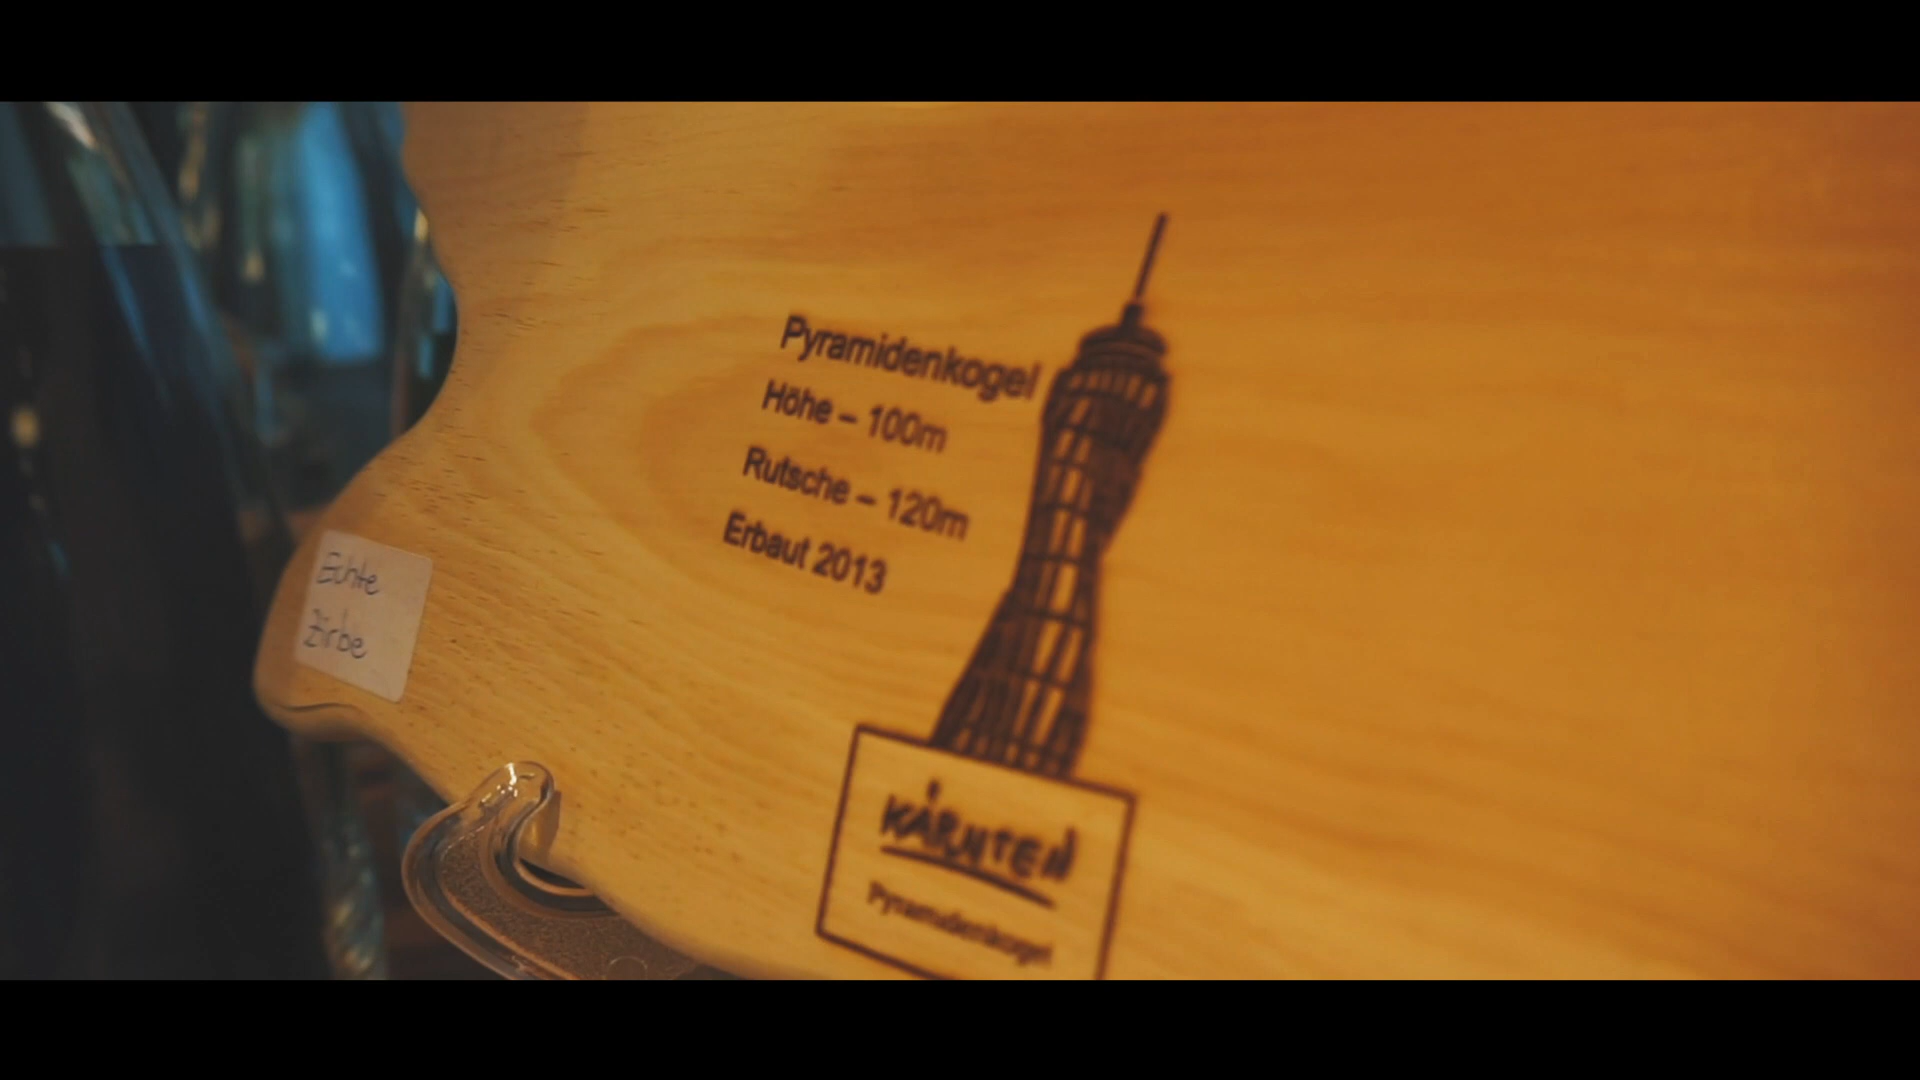 Pyramidenkogel
Höhe – 100m
Rutsche – 120m
Erbaut 2013
Echte
Zirbe
KÄRNTEN
Pyramidenkogel